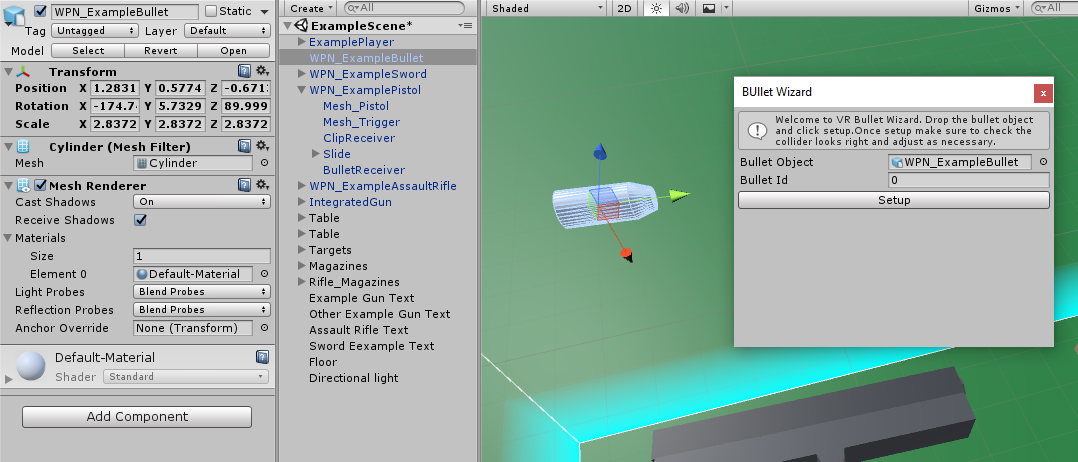 WPN_ExampleBullet Static
Tag Untagged Layer Default
Model Select Revert Open
Transform
Position X 1.2831 Y 0.5774 Z -0.671
Rotation X -174.7 Y 5.7329 Z 89.999
Scale X 2.8372 Y 2.8372 Z 2.8372
Cylinder (Mesh Filter)
Mesh Cylinder
Mesh Renderer
Cast Shadows On
Receive Shadows
Materials
Size 1
Element 0 Default-Material
Light Probes Blend Probes
Reflection Probes Blend Probes
Anchor Override None (Transform)
Default-Material
Shader Standard
Add Component
Create All
ExampleScene*
ExamplePlayer
WPN_ExampleBullet
WPN_ExampleSword
WPN_ExamplePistol
Mesh_Pistol
Mesh_Trigger
ClipReceiver
Slide
BulletReceiver
WPN_ExampleAssaultRifle
IntegratedGun
Table
Table
Targets
Magazines
Rifle_Magazines
Example Gun Text
Other Example Gun Text
Assault Rifle Text
Sword Eexample Text
Floor
Directional light
Shaded 2D Gizmos All
BUllet Wizard x
Welcome to VR Bullet Wizard. Drop the bullet object
and click setup.Once setup make sure to check the
collider looks right and adjust as necessary.
Bullet Object WPN_ExampleBullet
Bullet Id 0
Setup